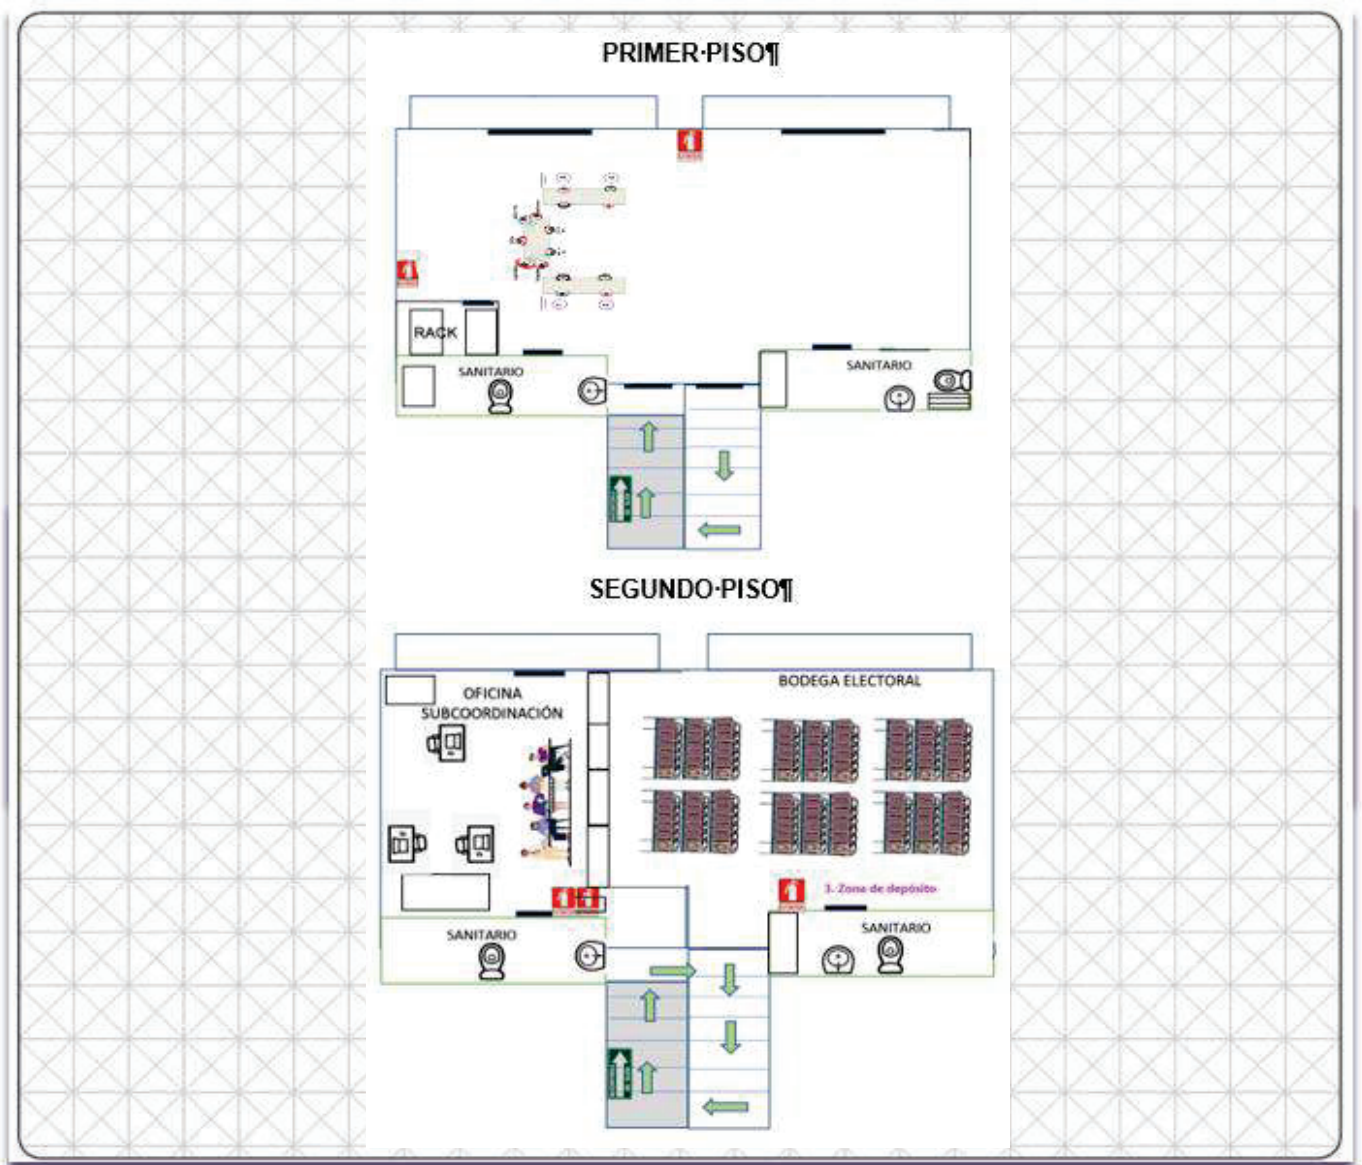 PRIMER·PISO¶
RACK
SANITARIO
SANITARIO
SEGUNDO·PISO¶
OFICINA
SUBCOORDINACIÓN
BODEGA ELECTORAL
3. Zona de depósito
SANITARIO
SANITARIO